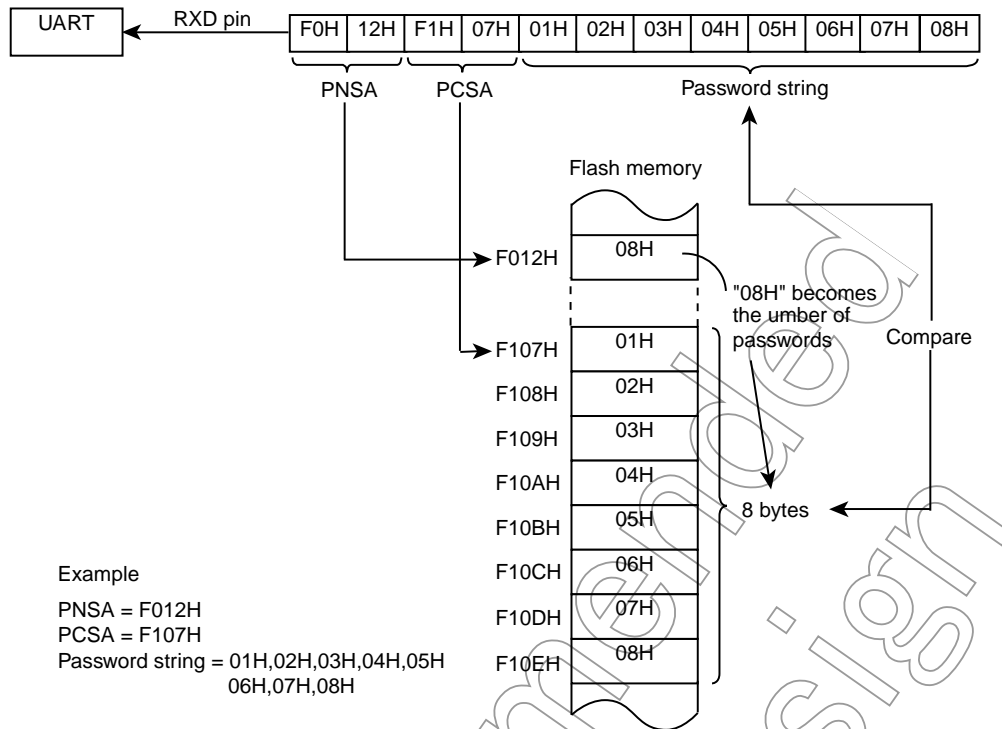 UART
RXD pin
F0H 12H F1H 07H 01H 02H 03H 04H 05H 06H 07H 08H
PNSA PCSA Password string
Flash memory
F012H 08H
"08H" becomes
the umber of
passwords
Compare
F107H 01H
F108H 02H
F109H 03H
F10AH 04H
F10BH 05H
8 bytes
F10CH 06H
F10DH 07H
F10EH 08H
Example
PNSA = F012H
PCSA = F107H
Password string = 01H,02H,03H,04H,05H
06H,07H,08H
mended
sign